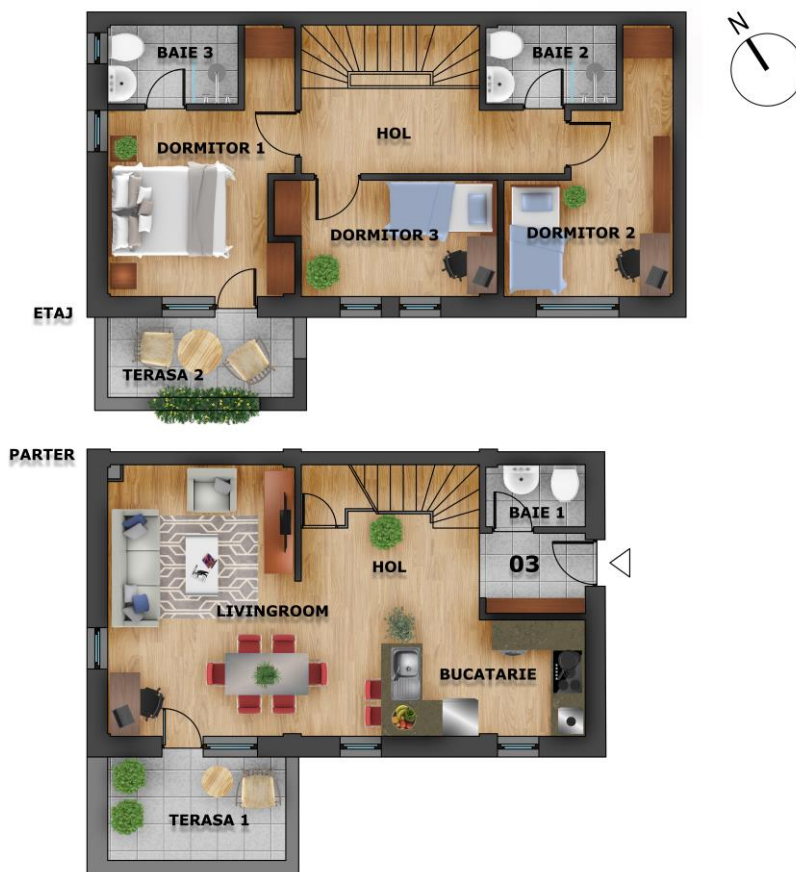 N
BAIE 3
BAIE 2
HOL
DORMITOR 1
DORMITOR 3
DORMITOR 2
ETAJ
TERASA 2
PARTER
BAIE 1
03
HOL
LIVINGROOM
BUCATARIE
TERASA 1